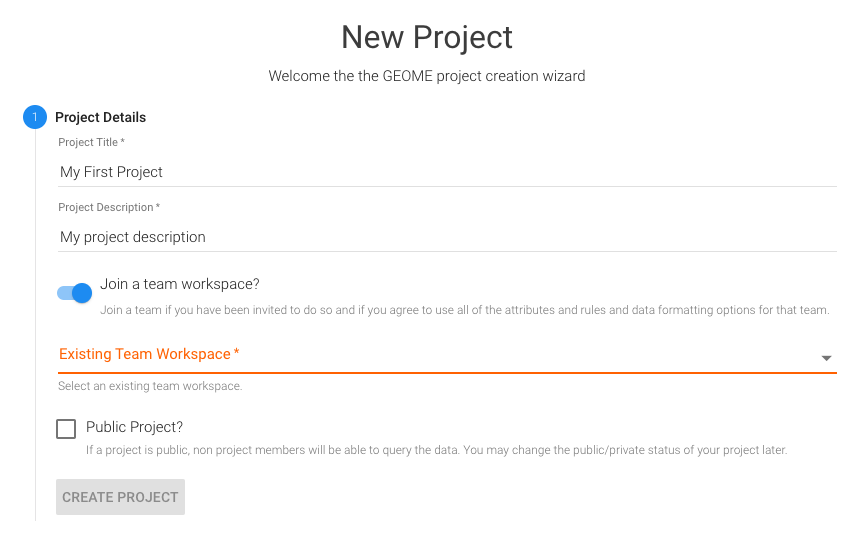 New Project
Welcome the the GEOME project creation wizard
1 Project Details
Project Title *
My First Project
Project Description *
My project description
Join a team workspace?
Join a team if you have been invited to do so and if you agree to use all of the attributes and rules and data formatting options for that team.
Existing Team Workspace *
Select an existing team workspace.
Public Project?
If a project is public, non project members will be able to query the data. You may change the public/private status of your project later.
CREATE PROJECT